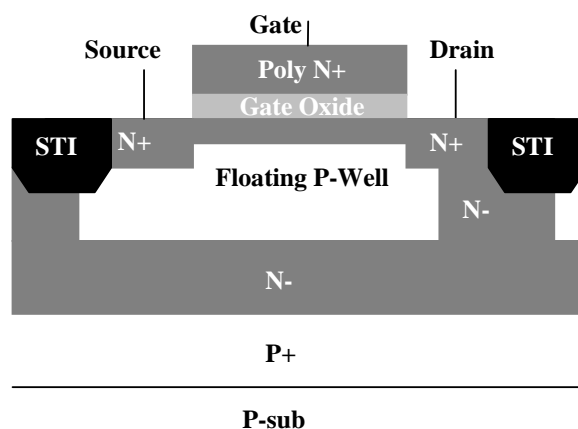 Gate
Source
Drain
Poly N+
Gate Oxide
STI
N+
N+
STI
Floating P-Well
N-
N-
P+
P-sub